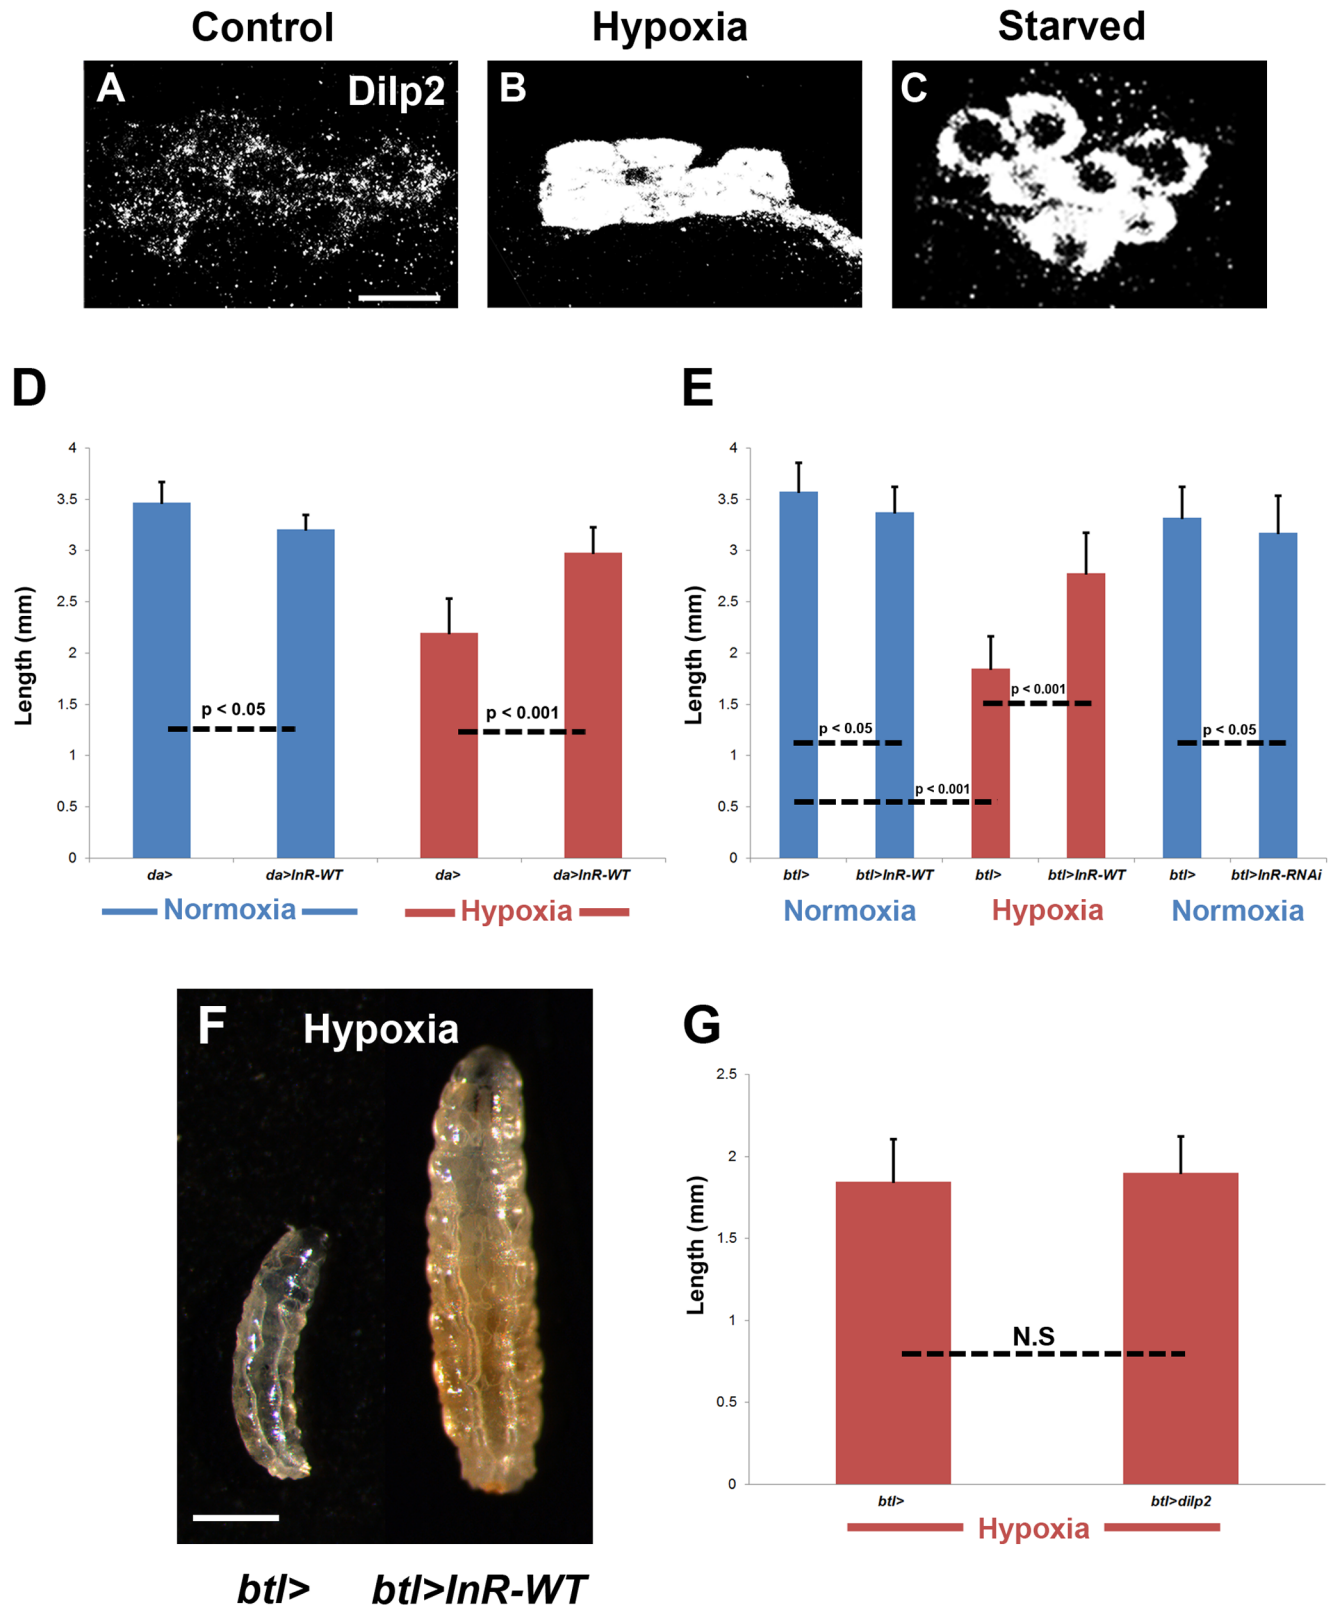 Control Hypoxia Starved
A Dilp2 B C
D
4
3.5
3
2.5
2
1.5
1
0.5
0
Length (mm)
p < 0.05 p < 0.001
da> da>InR-WT da> da>InR-WT
Normoxia Hypoxia
E
4
3.5
3
2.5
2
1.5
1
0.5
0
Length (mm)
p < 0.001
p < 0.05 p < 0.05
p < 0.001
btl> btl>InR-WT btl> btl>InR-WT btl> btl>InR-RNAi
Normoxia Hypoxia Normoxia
F Hypoxia
btl> btl>InR-WT
G
2.5
2
1.5
1
0.5
0
Length (mm)
N.S
btl> btl>dilp2
Hypoxia